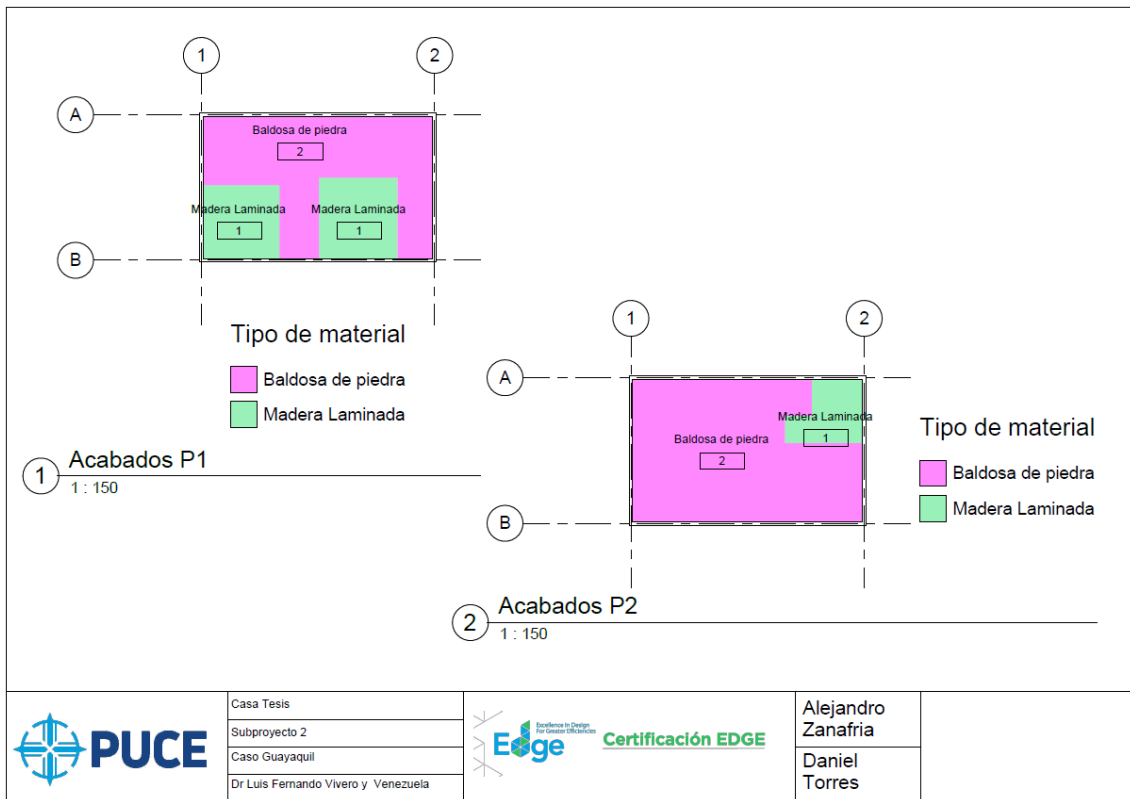 1
2
A
Baldosa de piedra
2
Madera Laminada
1
Madera Laminada
1
B
Tipo de material
Baldosa de piedra
Madera Laminada
1
Acabados P1
1 : 150
1
2
A
Madera Laminada
1
Baldosa de piedra
2
B
Tipo de material
Baldosa de piedra
Madera Laminada
2
Acabados P2
1 : 150
PUCE
Casa Tesis
Subproyecto 2
Caso Guayaquil
Dr Luis Fernando Vivero y Venezuela
Edge
Excellence In Design
For Greater Efficiencies
Certificación EDGE
Alejandro
Zanafria
Daniel
Torres